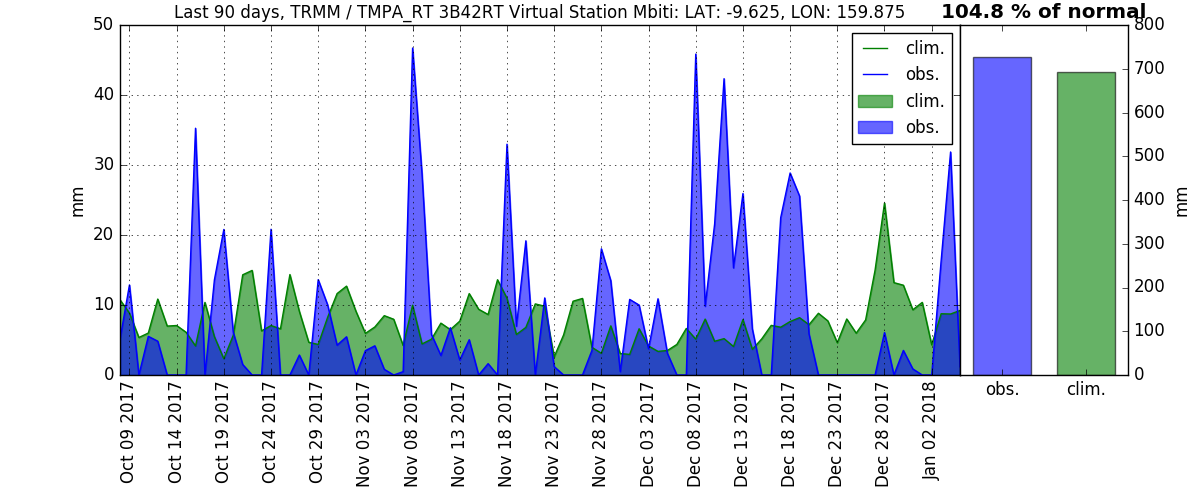 Last 90 days, TRMM / TMPA_RT 3B42RT Virtual Station Mbiti: LAT: -9.625, LON: 159.875
104.8 % of normal
50
40
30
20
10
0
mm
clim.
obs.
clim.
obs.
Oct 09 2017
Oct 14 2017
Oct 19 2017
Oct 24 2017
Oct 29 2017
Nov 03 2017
Nov 08 2017
Nov 13 2017
Nov 18 2017
Nov 23 2017
Nov 28 2017
Dec 03 2017
Dec 08 2017
Dec 13 2017
Dec 18 2017
Dec 23 2017
Dec 28 2017
Jan 02 2018
800
700
600
500
400
300
200
100
0
mm
obs.
clim.